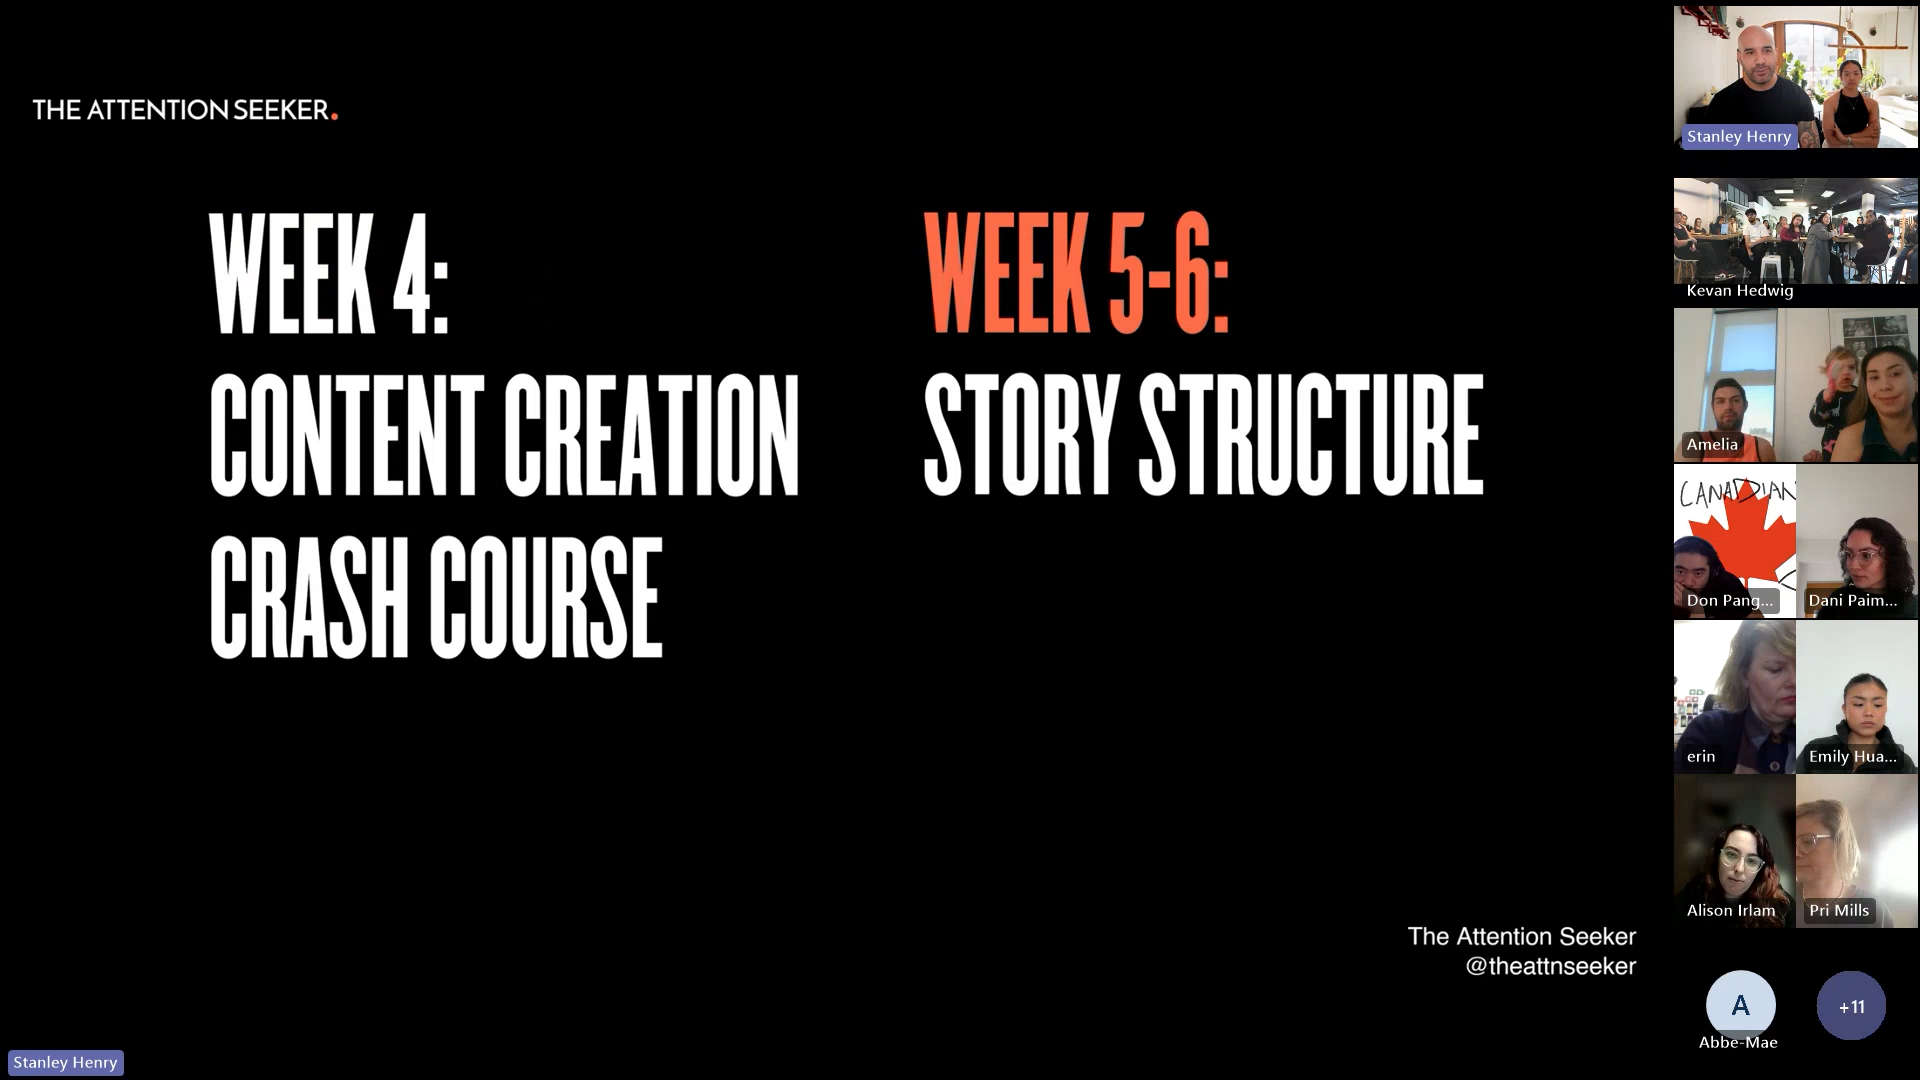 THE ATTENTION SEEKER.
WEEK 4:
CONTENT CREATION
CRASH COURSE
WEEK 5-6:
STORY STRUCTURE
The Attention Seeker
@theattnseeker
Stanley Henry
Stanley Henry
Kevan Hedwig
Amelia
CANADIAN
Don Pang...
Dani Paim...
erin
Emily Hua...
Alison Irlam
Pri Mills
A
Abbe-Mae
+11